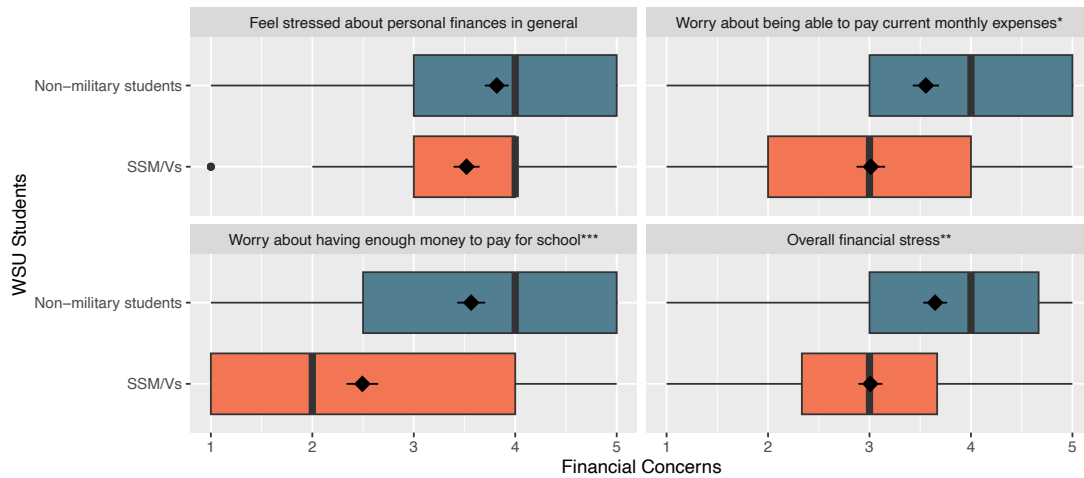 Feel stressed about personal finances in general
Worry about being able to pay current monthly expenses*
Non−military students
SSM/Vs
Worry about having enough money to pay for school***
Overall financial stress**
Non−military students
SSM/Vs
1 2 3 4 5
1 2 3 4 5
Financial Concerns
WSU Students